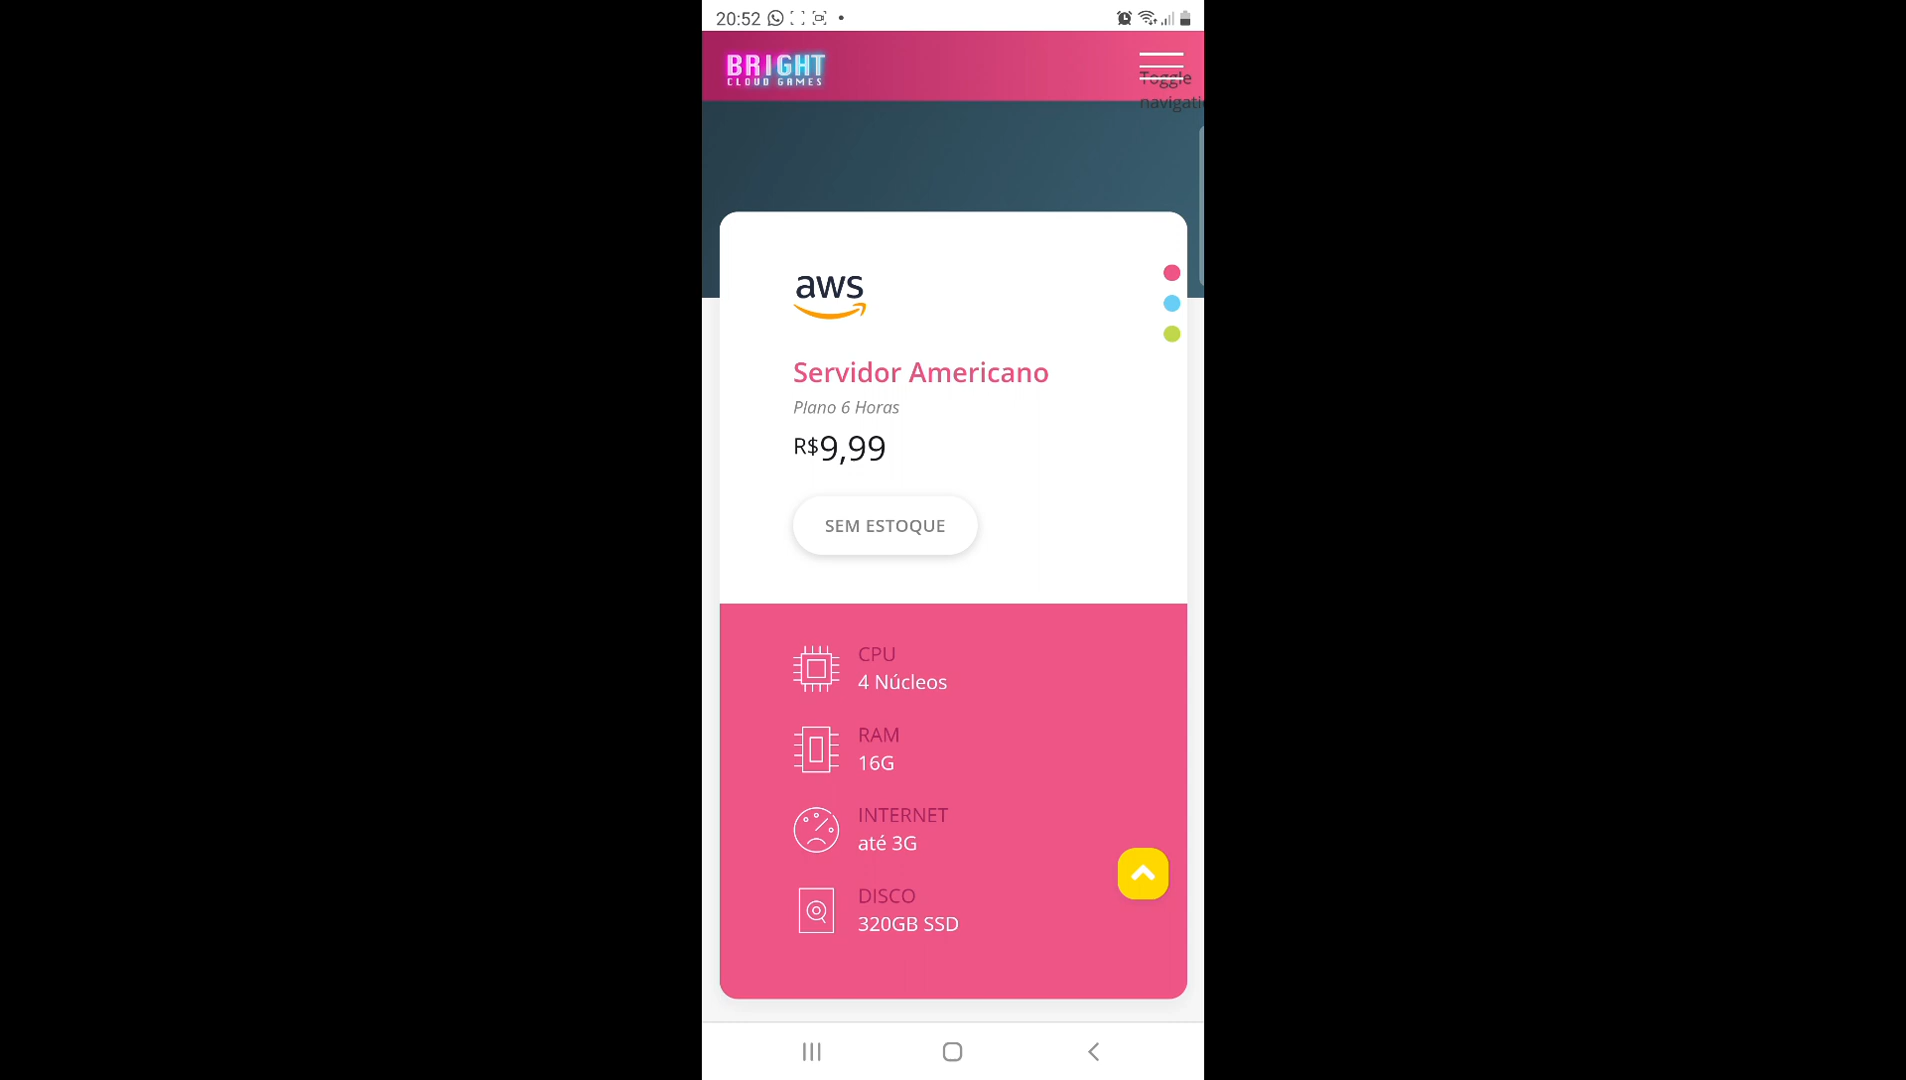 20:52
BRIGHT
CLOUD GAMES
Toggle
navigati
aws
Servidor Americano
Plano 6 Horas
R$9,99
SEM ESTOQUE
CPU
4 Núcleos
RAM
16G
INTERNET
até 3G
DISCO
320GB SSD